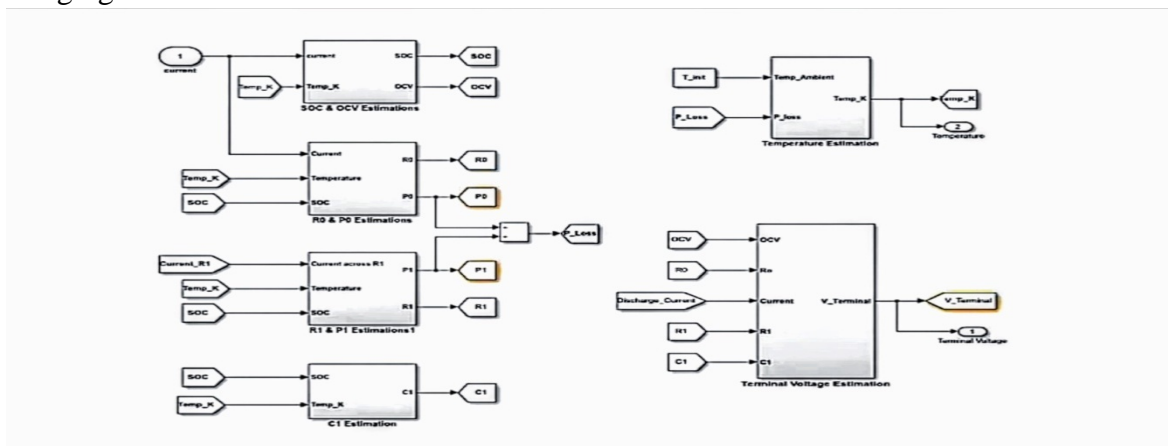 1
current
current
Temp_K
Temp_K
SOC
OCV
SOC
OCV
SOC & OCV Estimations
Current
Temp_K
Temperature
SOC
SOC
R0
P0
R0
P0
R0 & P0 Estimations
P_Loss
Current_R1
Current across R1
Temp_K
Temperature
SOC
SOC
P1
R1
P1
R1
R1 & P1 Estimations1
SOC
SOC
Temp_K
Temp_K
C1
C1
C1 Estimation
T_init
Temp_Ambient
P_Loss
P_loss
Temp_K
Temp_K
2
Temperature
Temperature Estimation
OCV
OCV
R0
Ro
Discharge_Current
Current
R1
R1
C1
C1
V_Terminal
V_Terminal
1
Terminal Voltage
Terminal Voltage Estimation